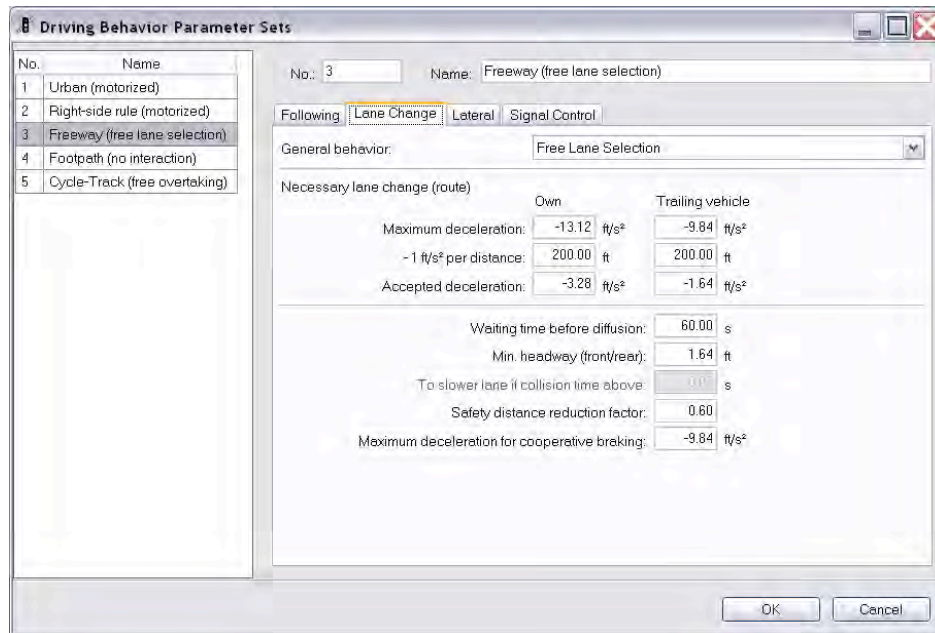 Driving Behavior Parameter Sets
No. Name
1 Urban (motorized)
2 Right-side rule (motorized)
3 Freeway (free lane selection)
4 Footpath (no interaction)
5 Cycle-Track (free overtaking)
No.: 3 Name: Freeway (free lane selection)
Following Lane Change Lateral Signal Control
General behavior: Free Lane Selection
Necessary lane change (route)
Own Trailing vehicle
Maximum deceleration: -13.12 ft/s² -9.84 ft/s²
- 1 ft/s² per distance: 200.00 ft 200.00 ft
Accepted deceleration: -3.28 ft/s² -1.64 ft/s²
Waiting time before diffusion: 60.00 s
Min. headway (front/rear): 1.64 ft
To slower lane if collision time above: s
Safety distance reduction factor: 0.60
Maximum deceleration for cooperative braking: -9.84 ft/s²
OK Cancel